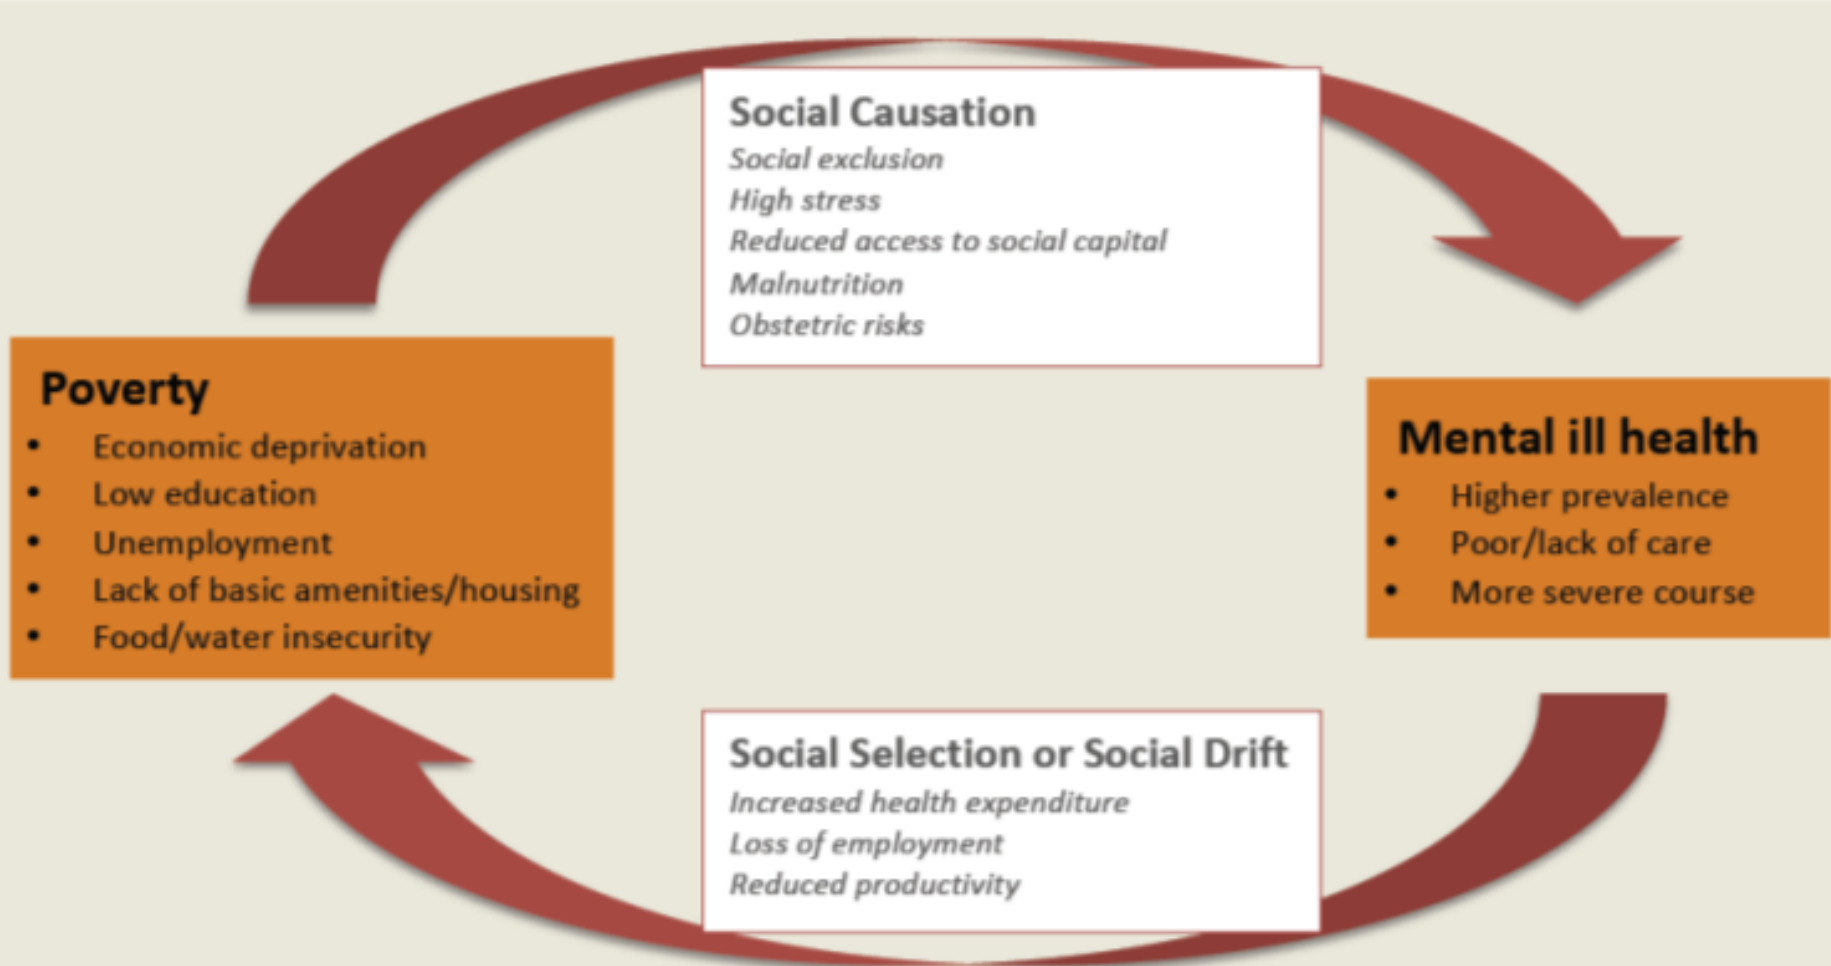 Social Causation
Social exclusion
High stress
Reduced access to social capital
Malnutrition
Obstetric risks
Poverty
• Economic deprivation
• Low education
• Unemployment
• Lack of basic amenities/housing
• Food/water insecurity
Mental ill health
• Higher prevalence
• Poor/lack of care
• More severe course
Social Selection or Social Drift
Increased health expenditure
Loss of employment
Reduced productivity